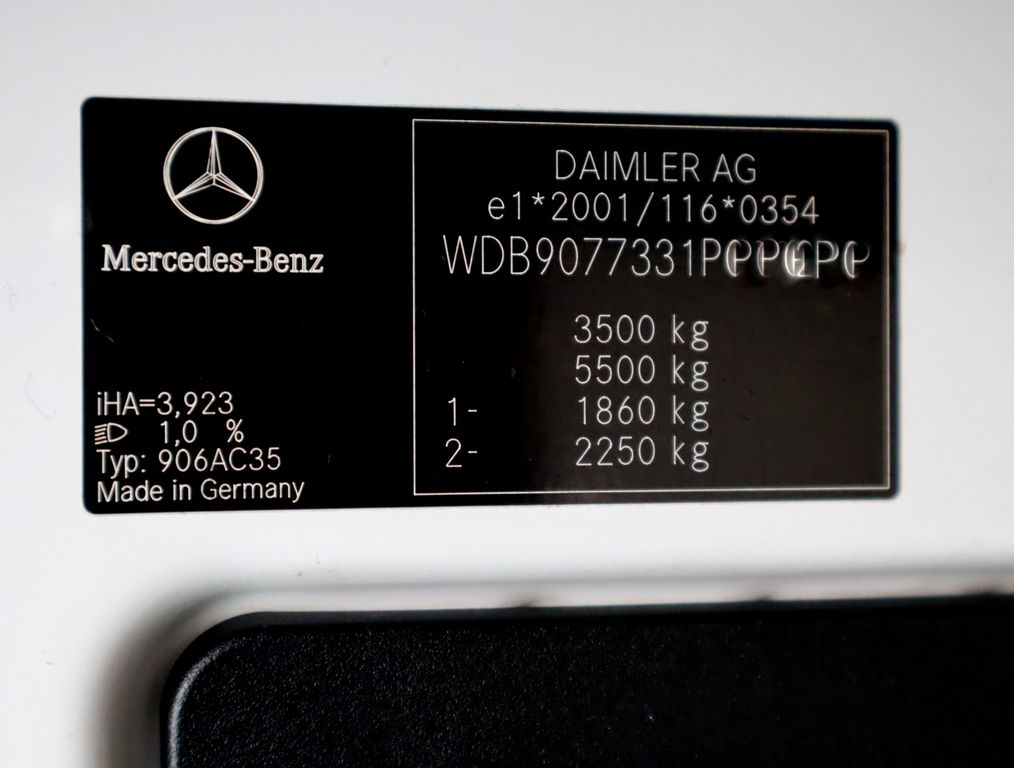 Mercedes-Benz
iHA=3,923
1,0 %
Typ: 906AC35
Made in Germany
DAIMLER AG
e1*2001/116*0354
3500 kg
5500 kg
1- 1860 kg
2- 2250 kg